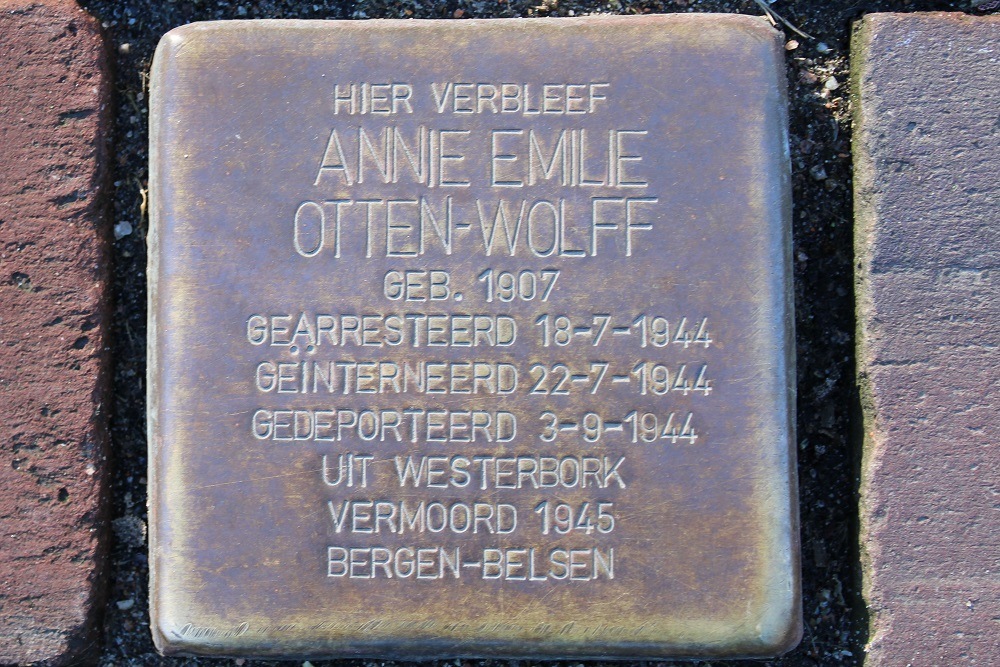 HIER VERBLEEF
ANNIE EMILIE
OTTEN-WOLFF
GEB. 1907
GEARRESTEERD 18-7-1944
GEÏNTERNEERD 22-7-1944
GEDEPORTEERD 3-9-1944
UIT WESTERBORK
VERMOORD 1945
BERGEN-BELSEN